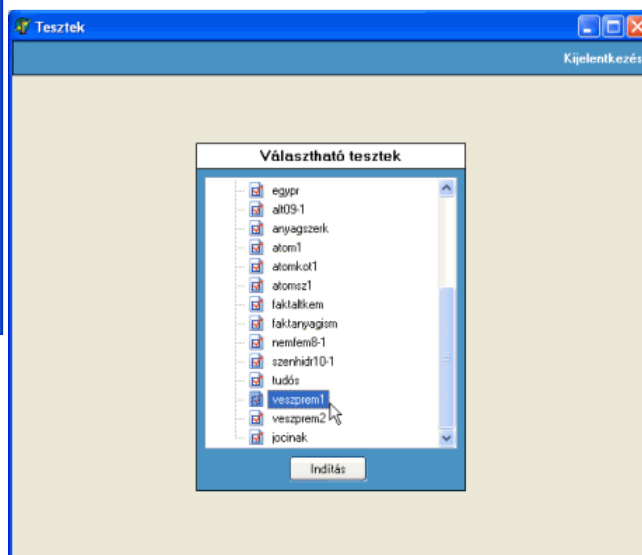 Tesztek
Kijelentkezés
Választható tesztek
egypr
alt09-1
anyagszerk
atom1
atomkot1
atomsz1
faktaltkem
faktanyagism
nemfem8-1
szenhidr10-1
tudós
veszprem1
veszprem2
jocinak
Indítás